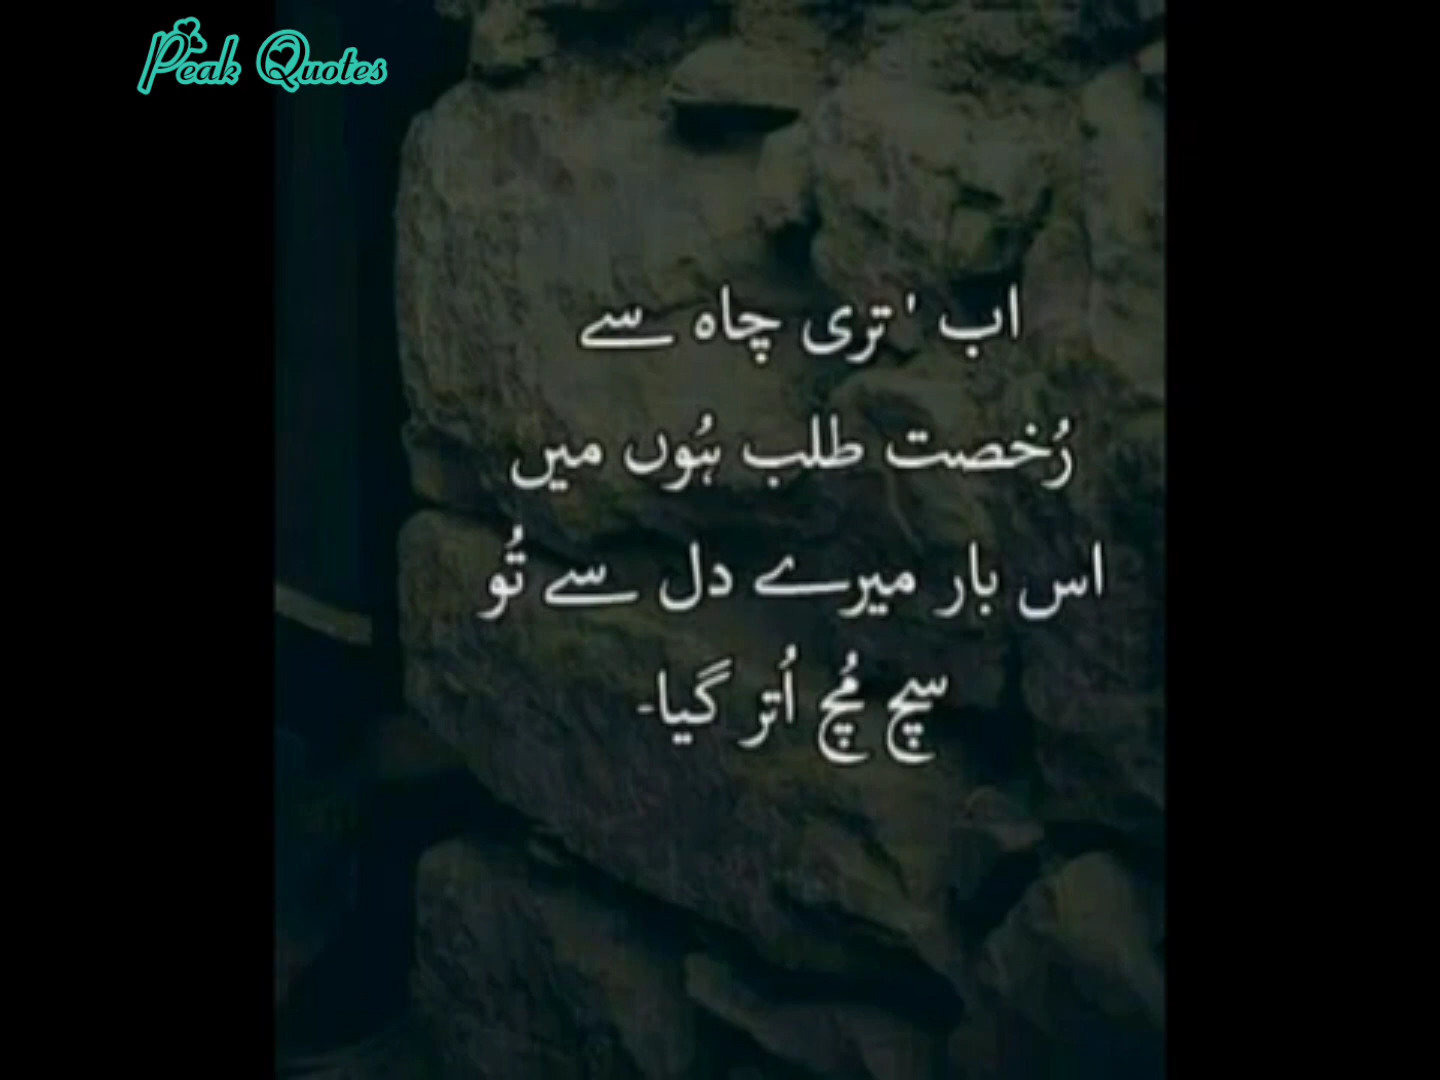 Peak Quotes
اب ' تری چاہ سے
رُخصت طلب ہُوں میں
اس بار میرے دل سے تُو
سچ مُچ اُتر گیا-